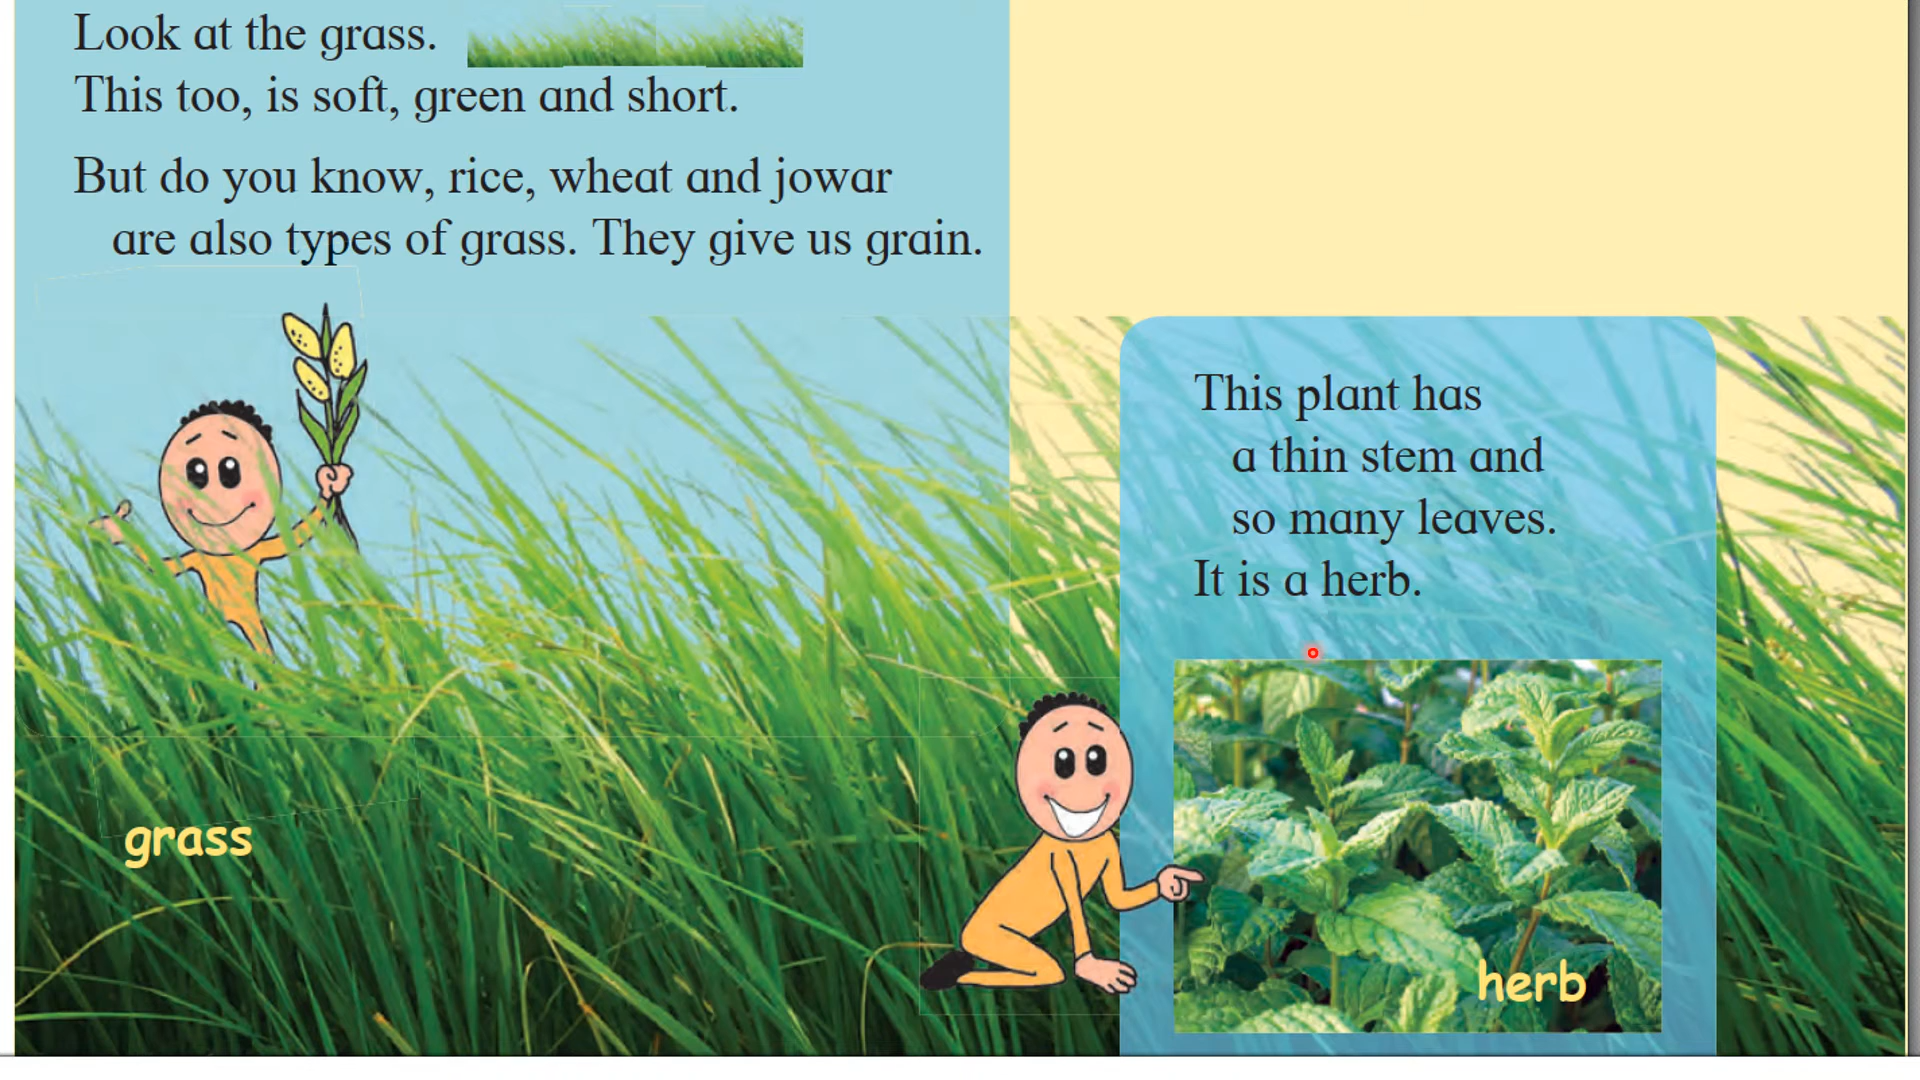 Look at the grass.
This too, is soft, green and short.
But do you know, rice, wheat and jowar
are also types of grass. They give us grain.
grass
This plant has
a thin stem and
so many leaves.
It is a herb.
herb